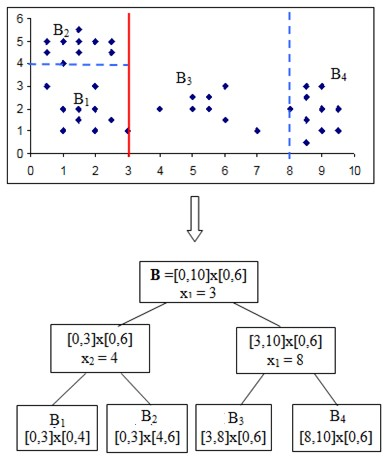 6
5
4
3
2
1
0
B2
B1
B3
B4
0 1 2 3 4 5 6 7 8 9 10
B =[0,10]x[0,6]
x1 = 3
[0,3]x[0,6]
x2 = 4
[3,10]x[0,6]
x1 = 8
B1
[0,3]x[0,4]
B2
[0,3]x[4,6]
B3
[3,8]x[0,6]
B4
[8,10]x[0,6]